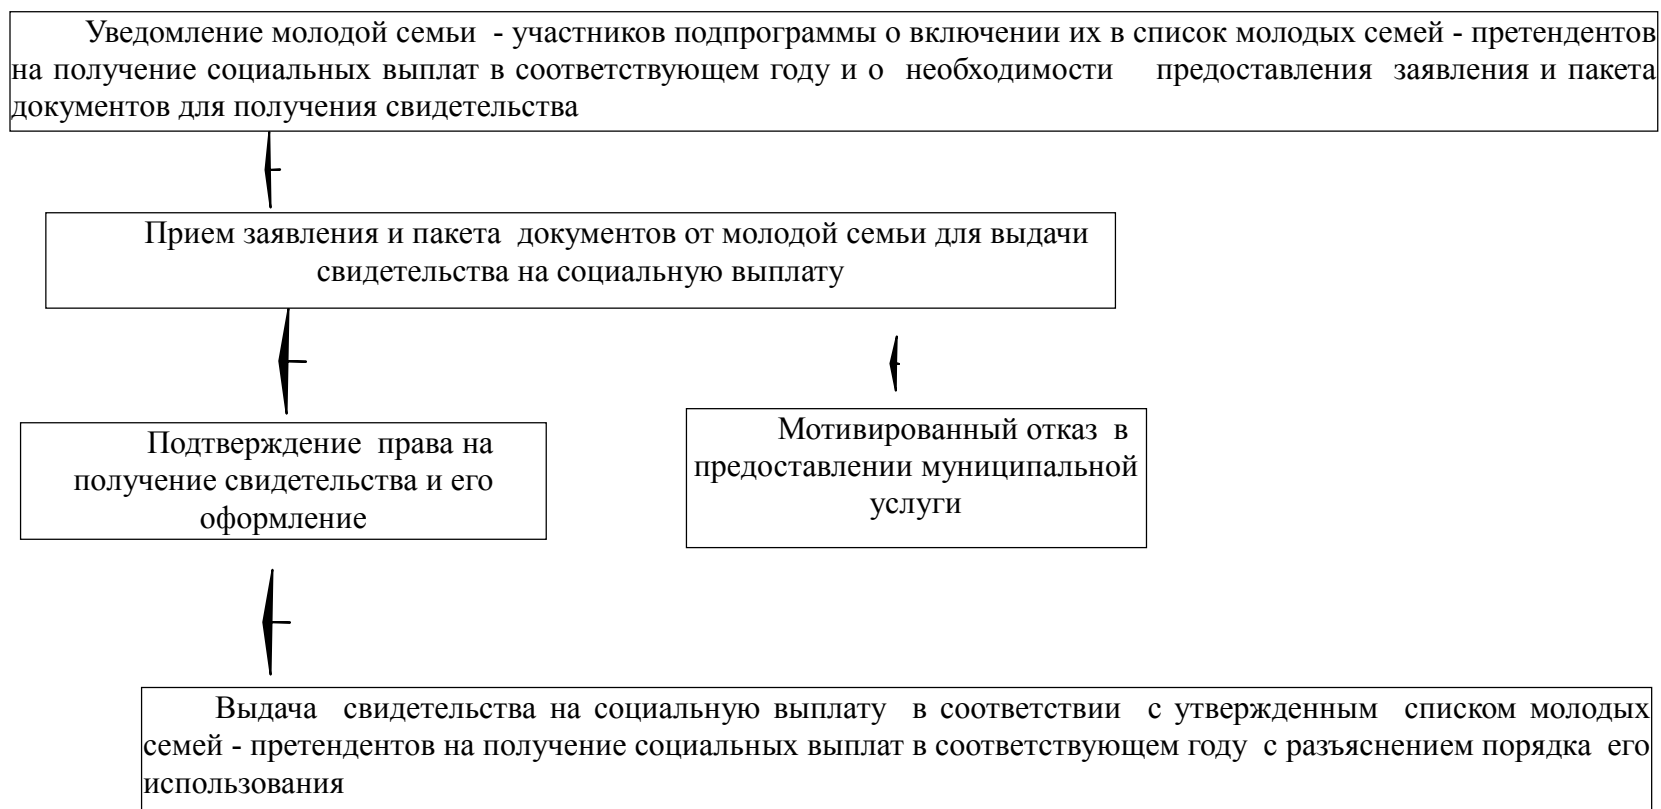 Уведомление молодой семьи - участников подпрограммы о включении их в список молодых семей - претендентов
на получение социальных выплат в соответствующем году и о необходимости предоставления заявления и пакета
документов для получения свидетельства
Прием заявления и пакета документов от молодой семьи для выдачи
свидетельства на социальную выплату
Подтверждение права на
получение свидетельства и его
оформление
Мотивированный отказ в
предоставлении муниципальной
услуги
Выдача свидетельства на социальную выплату в соответствии с утвержденным списком молодых
семей - претендентов на получение социальных выплат в соответствующем году с разъяснением порядка его
использования